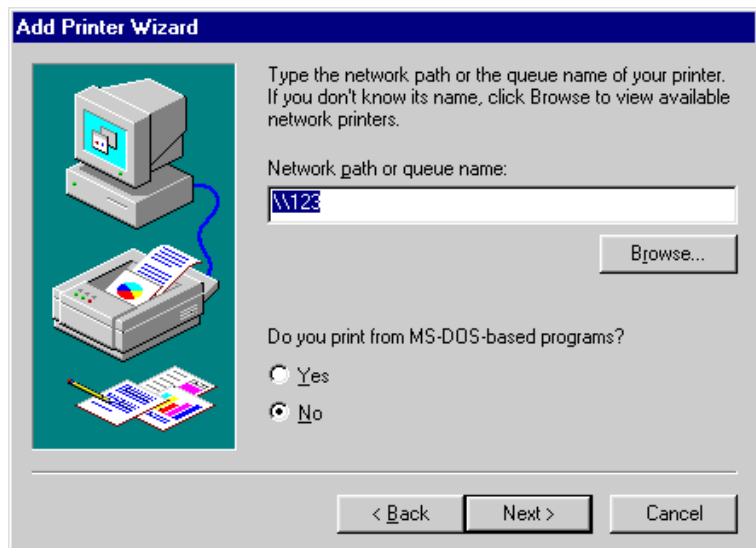 Add Printer Wizard
Type the network path or the queue name of your printer.
If you don't know its name, click Browse to view available
network printers.
Network path or queue name:
\\123
Browse...
Do you print from MS-DOS-based programs?
Yes
No
< Back
Next >
Cancel